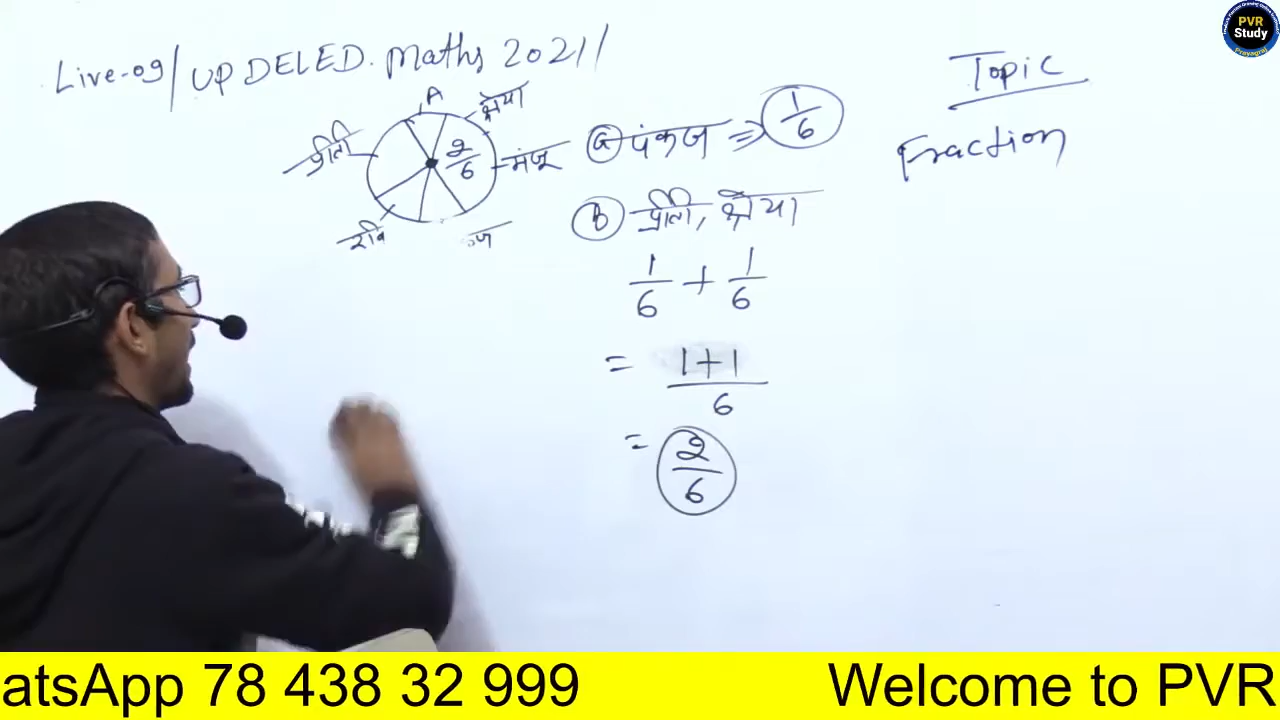 Live-09/ UP DELED. Maths 2021/
Topic
Fraction
A
श्रेया
प्रीती
2/6
मंजू
रवि
ज
(a) पंकज ⇒ 1/6
(b) प्रीती, श्रेया
1/6 + 1/6
= 1+1/6
= 2/6
PVR
Study
Prayagraj
atsApp 78 438 32 999
Welcome to PVR